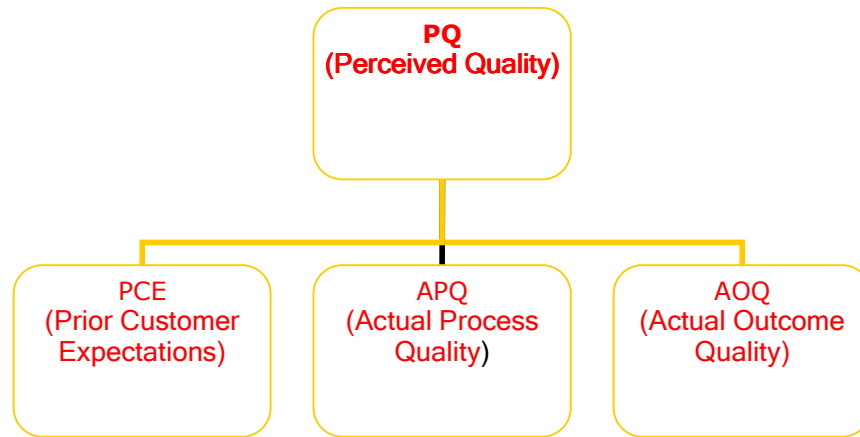 PQ
(Perceived Quality)
PCE
(Prior Customer
Expectations)
APQ
(Actual Process
Quality)
AOQ
(Actual Outcome
Quality)